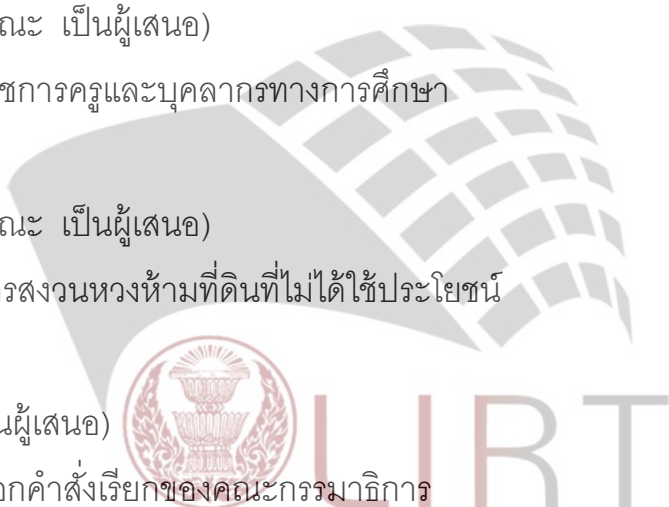 ณะ เป็นผู้เสนอ)
ชการครูและบุคลากรทางการศึกษา
ณะ เป็นผู้เสนอ)
รสงวนหวงห้ามที่ดินที่ไม่ได้ใช้ประโยชน์
นผู้เสนอ)
อกคำสั่งเรียกของคณะกรรมาธิการ
LIRT